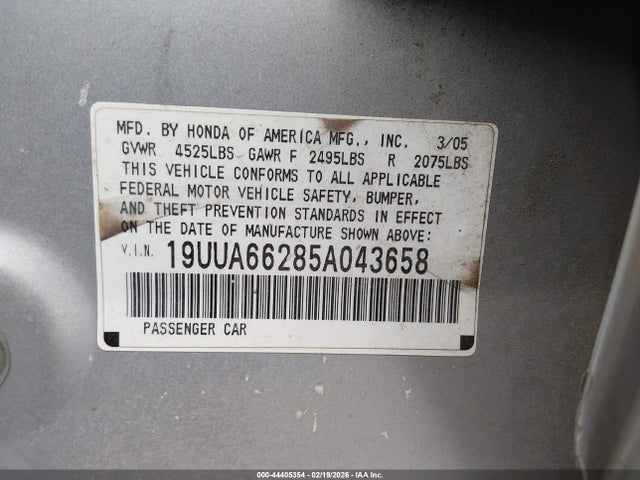 MFD. BY HONDA OF AMERICA MFG., INC. 3/05
GVWR 4525LBS GAWR F 2495LBS R 2075LBS
THIS VEHICLE CONFORMS TO ALL APPLICABLE
FEDERAL MOTOR VEHICLE SAFETY, BUMPER,
AND THEFT PREVENTION STANDARDS IN EFFECT
ON THE DATE OF MANUFACTURE SHOWN ABOVE:
V.I.N. 19UUA66285A043658
PASSENGER CAR
000-44405354 | 02/19/2026 - IAA Inc.